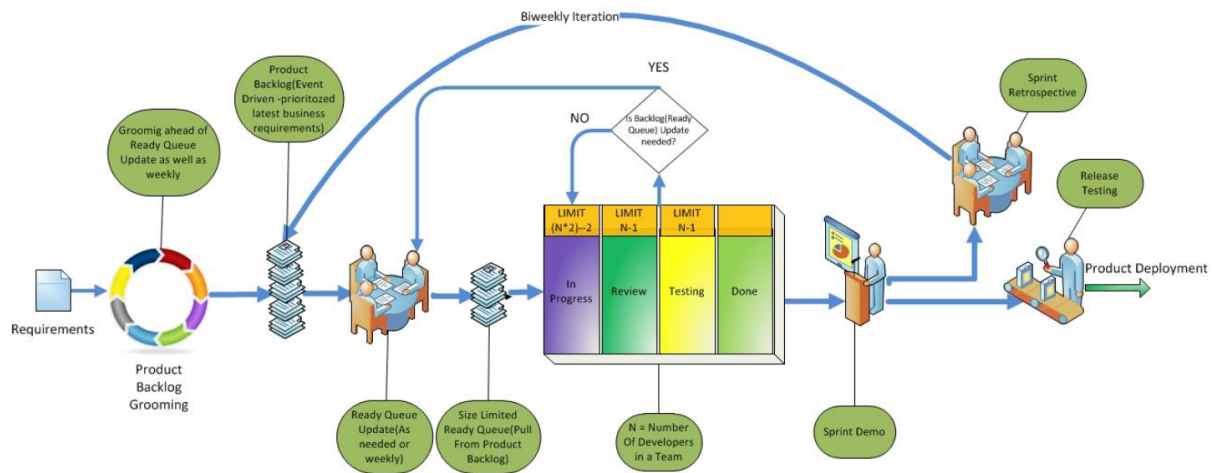 Biweekly Iteration
Product
Backlog(Event
Driven -prioritozed
latest business
requirements)
YES
Sprint
Retrospective
Groomig ahead of
Ready Queue
Update as well as
weekly
NO
Is Backlog(Ready
Queue) Update
needed?
Release
Testing
LIMIT
(N*2)--2
LIMIT
N-1
LIMIT
N-1
In
Progress
Review
Testing
Done
Product Deployment
Requirements
Product
Backlog
Grooming
Ready Queue
Update(As
needed or
weekly)
Size Limited
Ready Queue(Pull
From Product
Backlog)
N = Number
Of Developers
in a Team
Sprint Demo